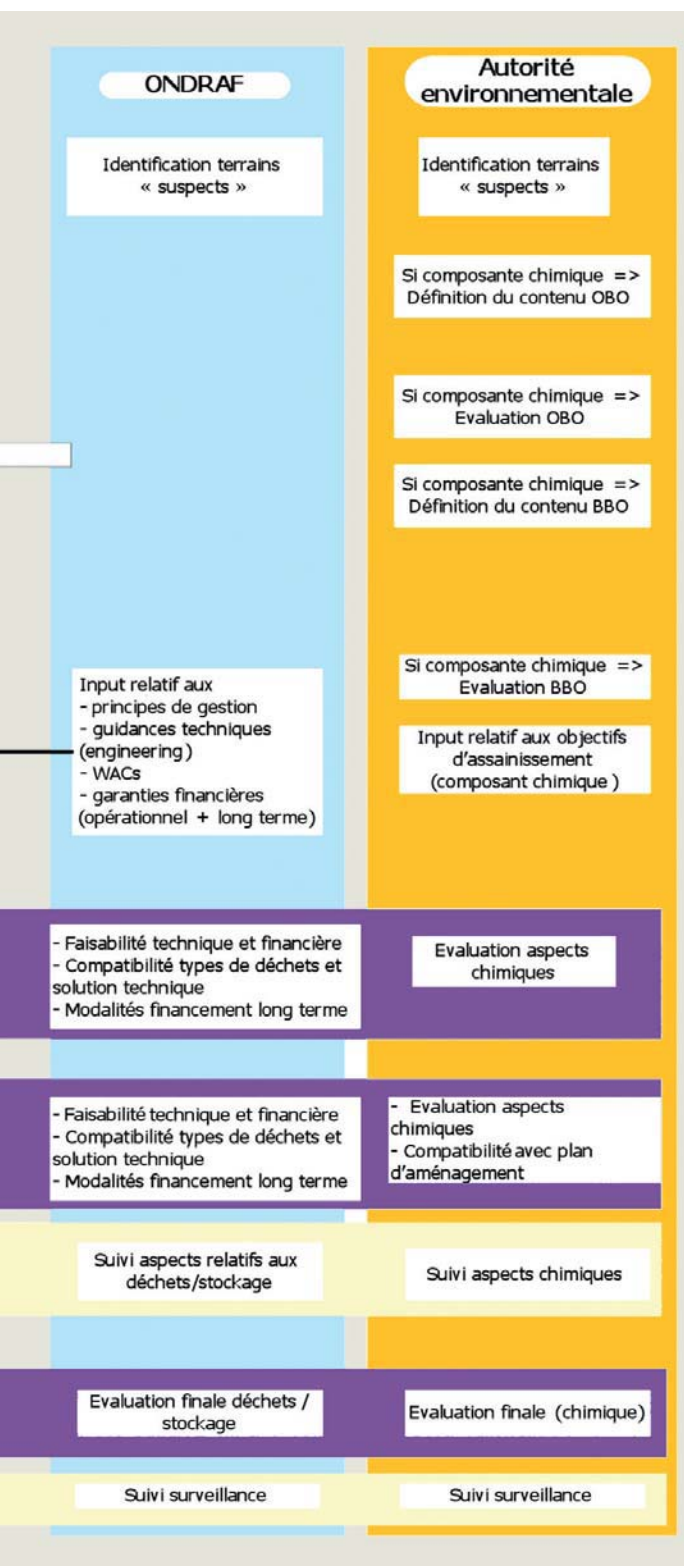 ONDRAF
Identification terrains
« suspects »
Input relatif aux
- principes de gestion
- guidances techniques
(engineering)
- WACs
- garanties financières
(opérationnel + long terme)
- Faisabilité technique et financière
- Compatibilité types de déchets et
solution technique
- Modalités financement long terme
- Faisabilité technique et financière
- Compatibilité types de déchets et
solution technique
- Modalités financement long terme
Suivi aspects relatifs aux
déchets/stockage
Evaluation finale déchets /
stockage
Suivi surveillance
Autorité
environnementale
Identification terrains
« suspects »
Si composante chimique =>
Définition du contenu OBO
Si composante chimique =>
Evaluation OBO
Si composante chimique =>
Définition du contenu BBO
Si composante chimique =>
Evaluation BBO
Input relatif aux objectifs
d'assainissement
(composant chimique )
Evaluation aspects
chimiques
- Evaluation aspects
chimiques
- Compatibilité avec plan
d'aménagement
Suivi aspects chimiques
Evaluation finale (chimique)
Suivi surveillance